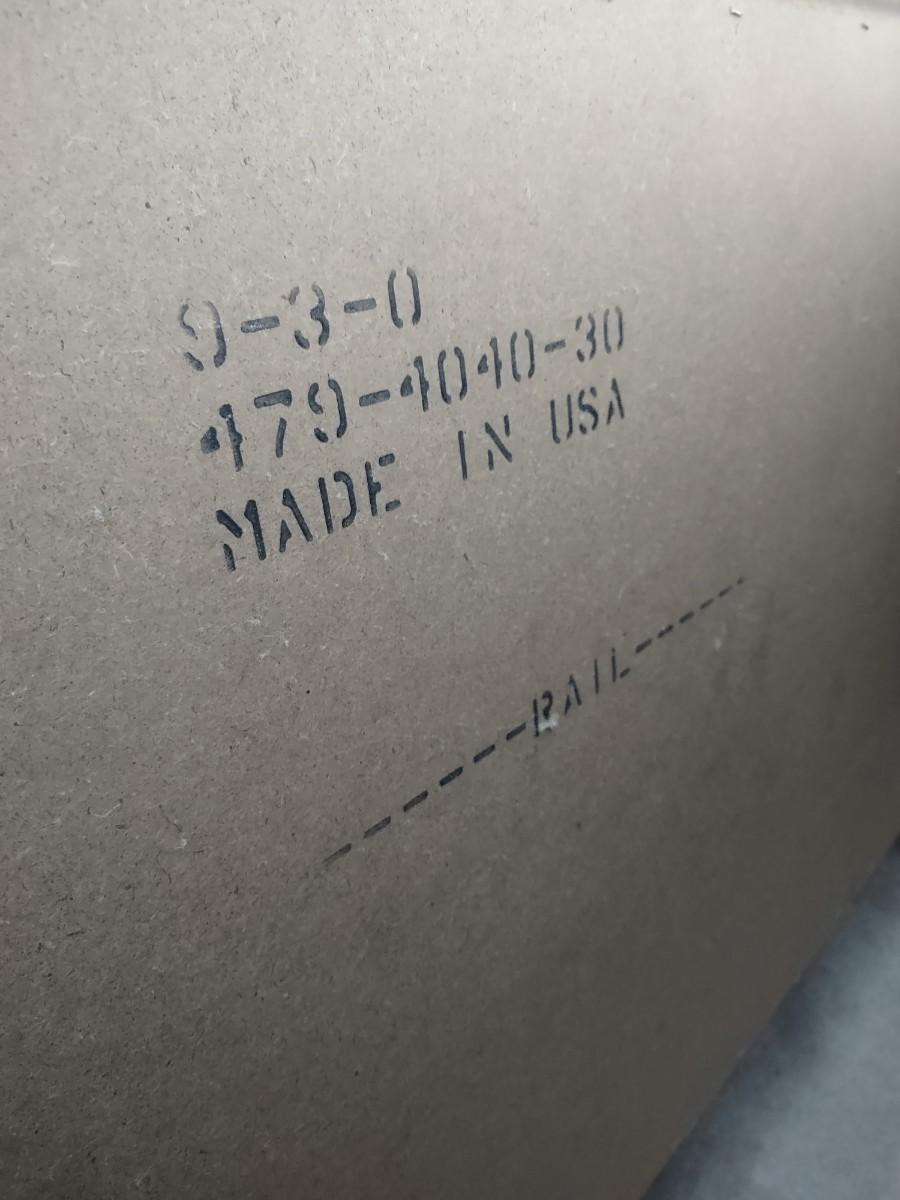 9-3-0
479-4040-30
MADE IN USA
------RAIL------